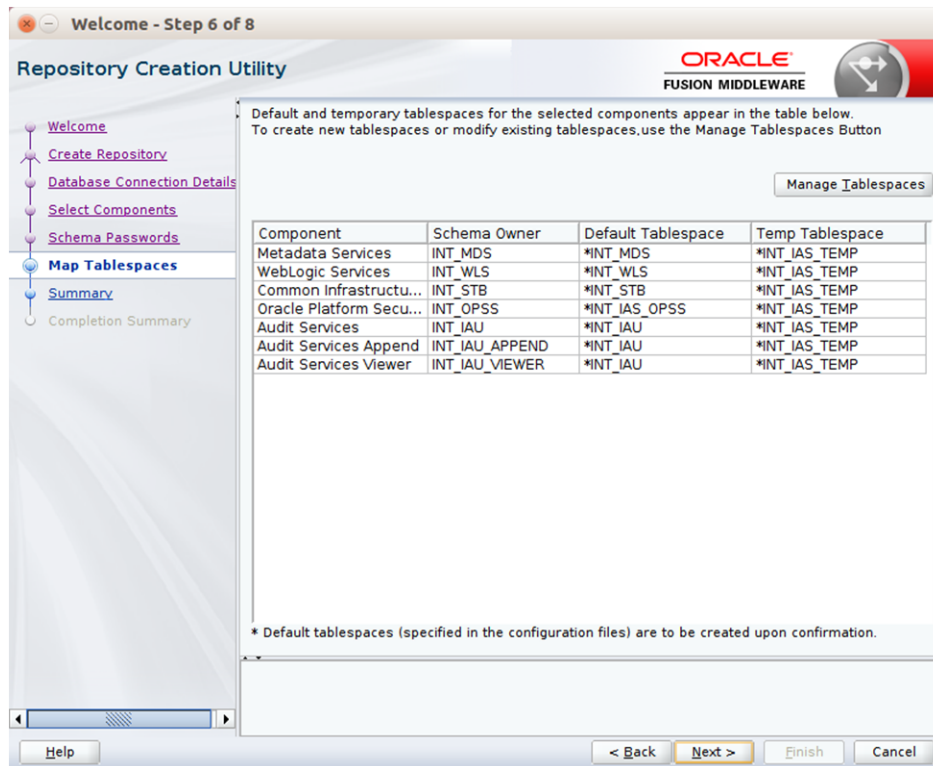 Welcome - Step 6 of 8
Repository Creation Utility
ORACLE
FUSION MIDDLEWARE
Welcome
Create Repository
Database Connection Details
Select Components
Schema Passwords
Map Tablespaces
Summary
Completion Summary
Default and temporary tablespaces for the selected components appear in the table below.
To create new tablespaces or modify existing tablespaces,use the Manage Tablespaces Button
Manage Tablespaces
Component Schema Owner Default Tablespace Temp Tablespace
Metadata Services INT_MDS *INT_MDS *INT_IAS_TEMP
WebLogic Services INT_WLS *INT_WLS *INT_IAS_TEMP
Common Infrastructu... INT_STB *INT_STB *INT_IAS_TEMP
Oracle Platform Secu... INT_OPSS *INT_IAS_OPSS *INT_IAS_TEMP
Audit Services INT_IAU *INT_IAU *INT_IAS_TEMP
Audit Services Append INT_IAU_APPEND *INT_IAU *INT_IAS_TEMP
Audit Services Viewer INT_IAU_VIEWER *INT_IAU *INT_IAS_TEMP
* Default tablespaces (specified in the configuration files) are to be created upon confirmation.
Help < Back Next > Finish Cancel